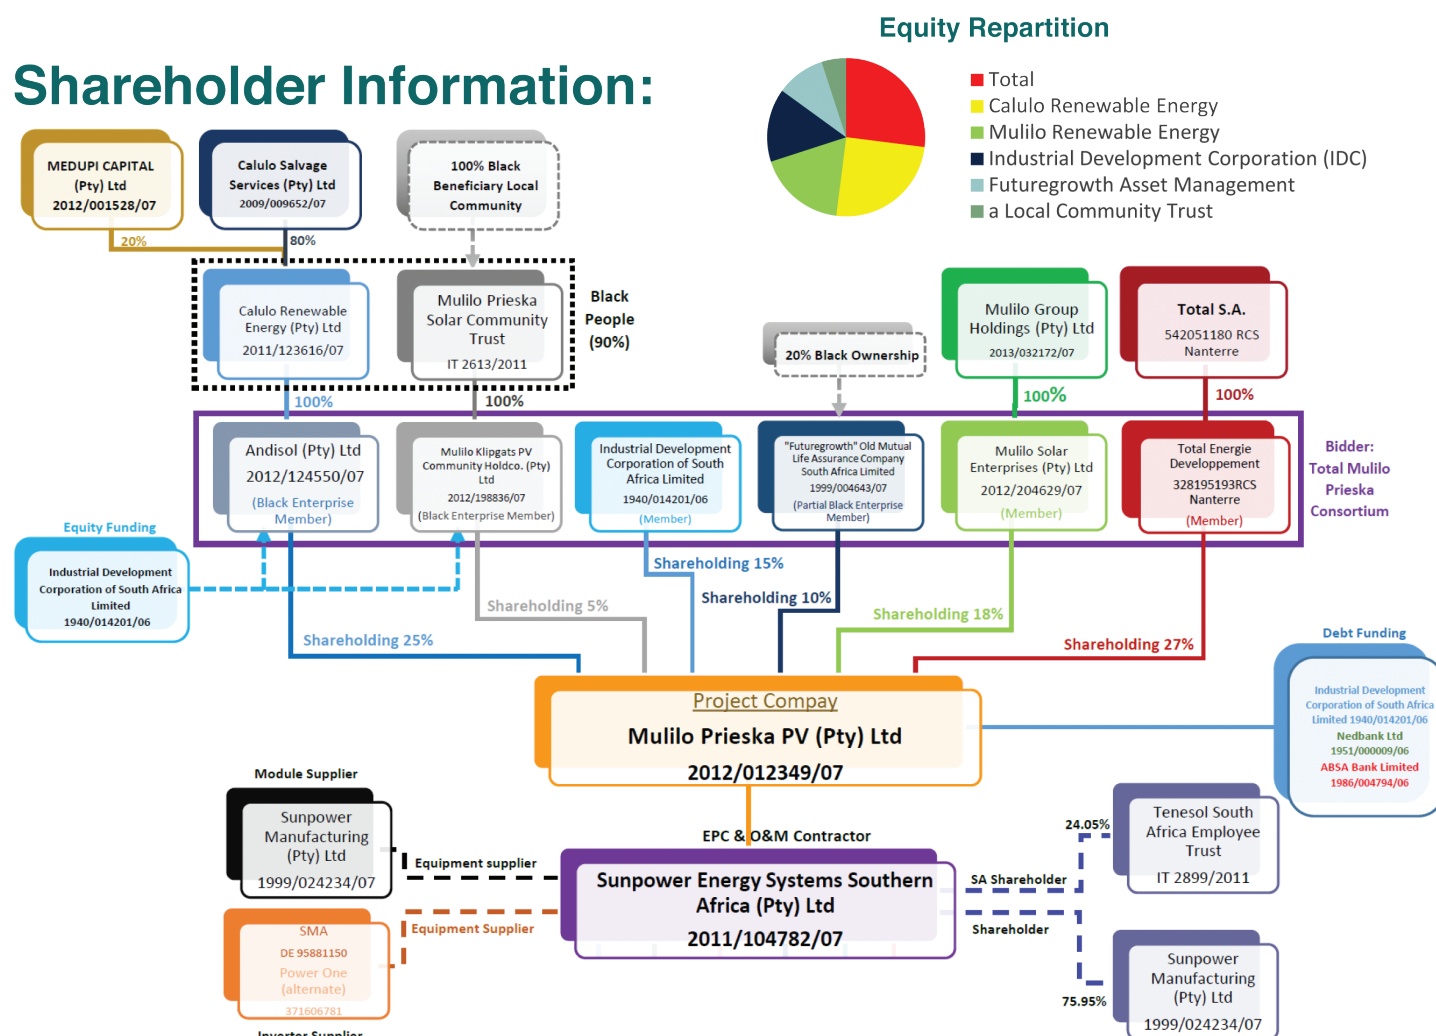 Equity Repartition
Shareholder Information:
Total
Calulo Renewable Energy
Mulilo Renewable Energy
Industrial Development Corporation (IDC)
Futuregrowth Asset Management
a Local Community Trust
MEDUPI CAPITAL
(Pty) Ltd
2012/001528/07
Calulo Salvage
Services (Pty) Ltd
2009/009652/07
100% Black
Beneficiary Local
Community
20%
80%
Calulo Renewable
Energy (Pty) Ltd
2011/123616/07
Mulilo Prieska
Solar Community
Trust
IT 2613/2011
Black
People
(90%)
20% Black Ownership
Mulilo Group
Holdings (Pty) Ltd
2013/032172/07
Total S.A.
542051180 RCS
Nanterre
100%
100%
100%
100%
Andisol (Pty) Ltd
2012/124550/07
(Black Enterprise
Member)
Mulilo Klipgats PV
Community Holdco. (Pty)
Ltd
2012/198836/07
(Black Enterprise Member)
Industrial Development
Corporation of South
Africa Limited
1940/014201/06
(Member)
"Futuregrowth" Old Mutual
Life Assurance Company
South Africa Limited
1999/004643/07
(Partial Black Enterprise
Member)
Mulilo Solar
Enterprises (Pty) Ltd
2012/204629/07
(Member)
Total Energie
Developpement
328195193RCS
Nanterre
(Member)
Bidder:
Total Mulilo
Prieska
Consortium
Equity Funding
Industrial Development
Corporation of South Africa
Limited
1940/014201/06
Shareholding 15%
Shareholding 5%
Shareholding 10%
Shareholding 18%
Shareholding 25%
Shareholding 27%
Debt Funding
Industrial Development
Corporation of South Africa
Limited 1940/014201/06
Nedbank Ltd
1951/000009/06
ABSA Bank Limited
1986/004794/06
Project Compay
Mulilo Prieska PV (Pty) Ltd
2012/012349/07
Module Supplier
Sunpower
Manufacturing
(Pty) Ltd
1999/024234/07
Equipment supplier
EPC & O&M Contractor
Sunpower Energy Systems Southern
Africa (Pty) Ltd
2011/104782/07
24.05%
SA Shareholder
Tenesol South
Africa Employee
Trust
IT 2899/2011
SMA
DE 95881150
Power One
(alternate)
371606781
Equipment Supplier
Shareholder
75.95%
Sunpower
Manufacturing
(Pty) Ltd
1999/024234/07
Inverter Supplier